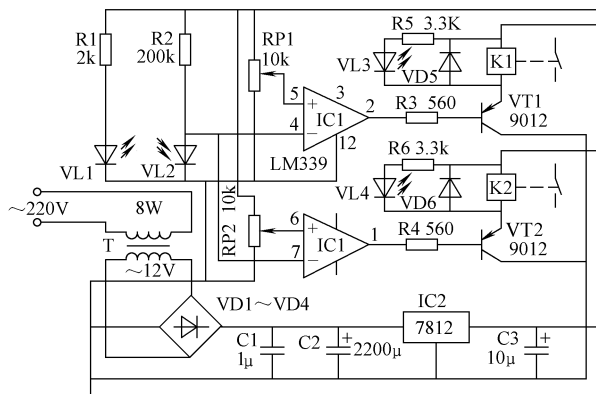 R1
2k
R2
200k
RP1
10k
R5 3.3K
VL3
VD5
K1
5
+
3
IC1
4
−
2
12
R3 560
VT1
9012
LM339
VL1
VL2
R6 3.3k
VL4
VD6
K2
～220V
8W
T
～12V
RP2 10k
6
+
IC1
7
−
1
R4 560
VT2
9012
VD1～VD4
IC2
7812
C1
1μ
C2
+
2200μ
C3
10μ
+